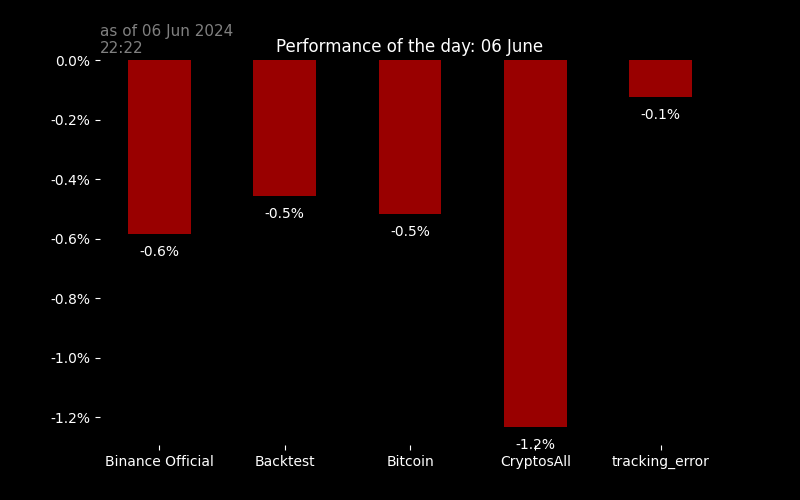 as of 06 Jun 2024
22:22
Performance of the day: 06 June
0.0%
-0.2%
-0.4%
-0.6%
-0.8%
-1.0%
-1.2%
-0.6%
-0.5%
-0.5%
-1.2%
-0.1%
Binance Official
Backtest
Bitcoin
CryptosAll
tracking_error